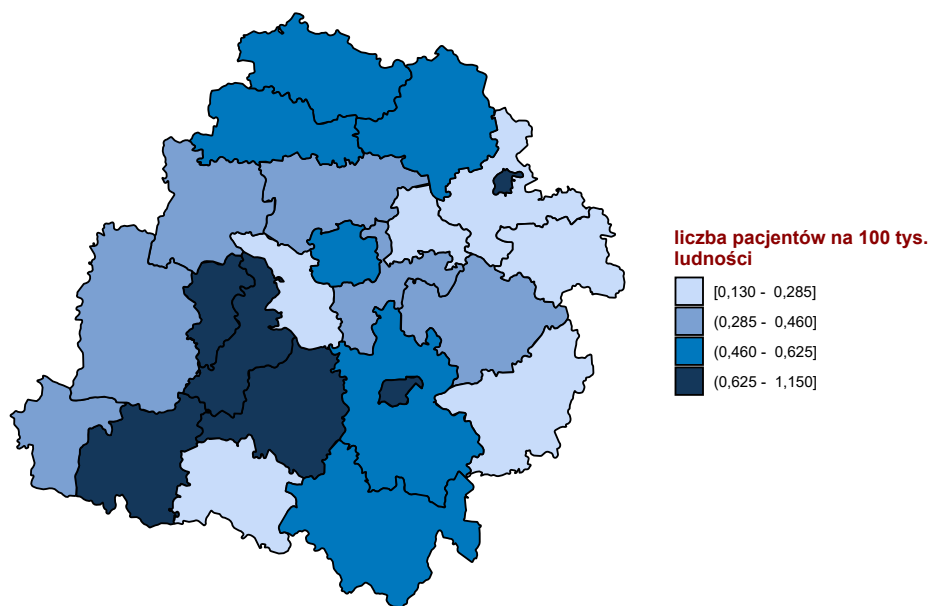 liczba pacjentów na 100 tys.
ludności
[0,130 - 0,285]
(0,285 - 0,460]
(0,460 - 0,625]
(0,625 - 1,150]